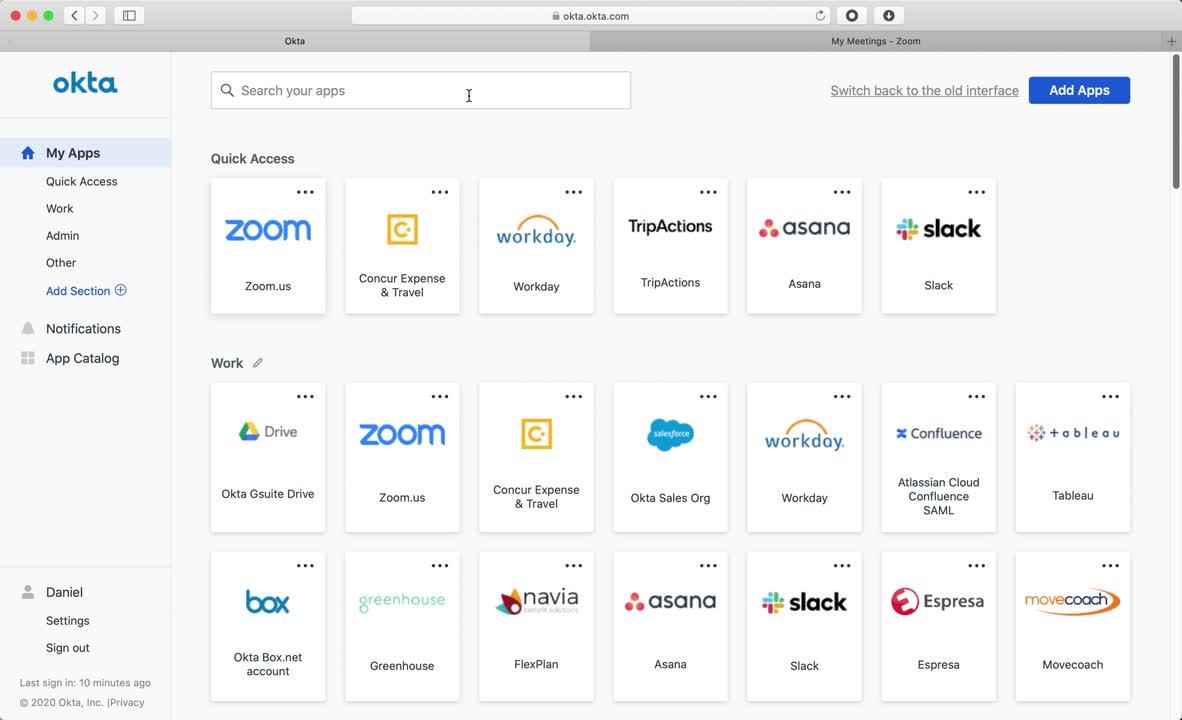 okta.okta.com
Okta
My Meetings - Zoom
okta
Search your apps
Switch back to the old interface
Add Apps
My Apps
Quick Access
Work
Admin
Other
Add Section
Notifications
App Catalog
Quick Access
zoom
Zoom.us
C·
Concur Expense
& Travel
workday.
Workday
TripActions
TripActions
asana
Asana
slack
Slack
Work
Drive
Okta Gsuite Drive
zoom
Zoom.us
C·
Concur Expense
& Travel
salesforce
Okta Sales Org
workday.
Workday
Confluence
Atlassian Cloud
Confluence
SAML
+ableau
Tableau
box
Okta Box.net
account
greenhouse
Greenhouse
navia
benefit solutions
FlexPlan
asana
Asana
slack
Slack
Espresa
Espresa
movecoach
Movecoach
Daniel
Settings
Sign out
Last sign in: 10 minutes ago
© 2020 Okta, Inc. |Privacy